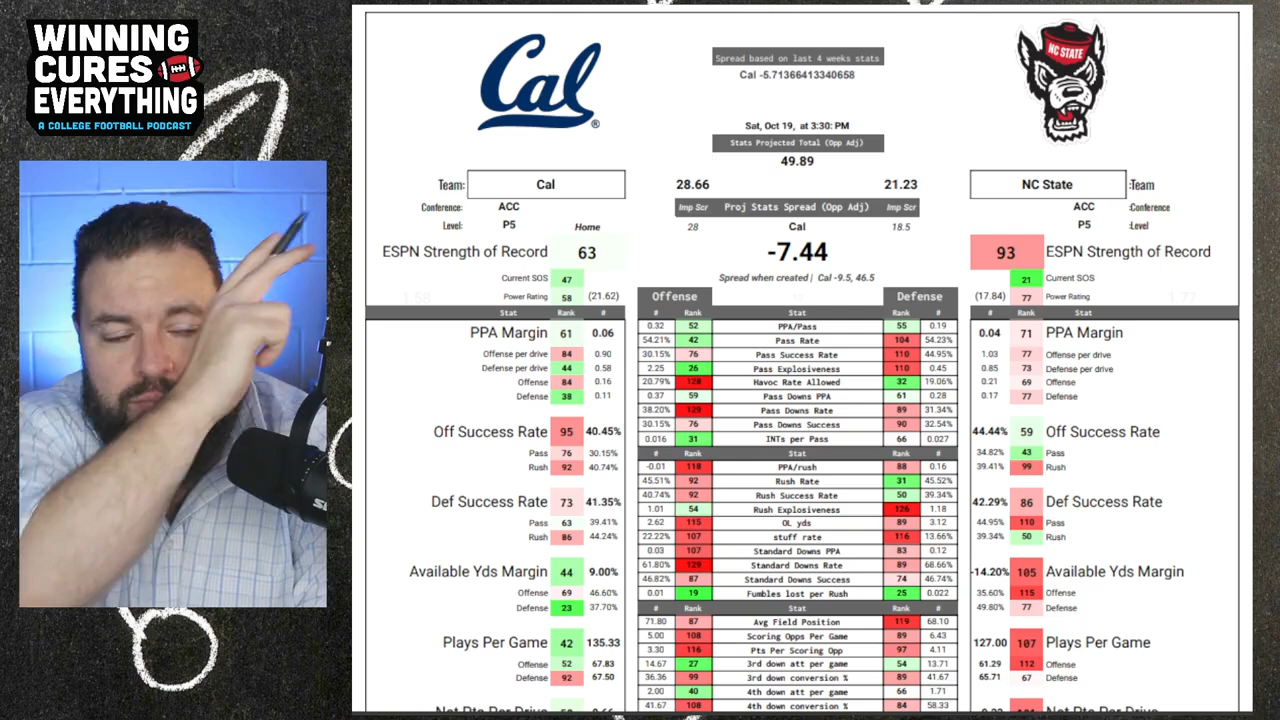 WINNING
CURES
EVERYTHING
A COLLEGE FOOTBALL PODCAST
Cal
®
NC STATE
Spread based on last 4 weeks stats
Cal -5.71366413340658
Sat, Oct 19, at 3:30: PM
Stats Projected Total (Opp Adj)
49.89
Team: Cal 28.66 21.23 NC State :Team
Conference: ACC Imp Scr Proj Stats Spread (Opp Adj) Imp Scr ACC :Conference
Level: P5 Home 28 Cal 18.5 P5 :Level
ESPN Strength of Record 63 -7.44 93 ESPN Strength of Record
Current SOS 47 Spread when created | Cal -9.5, 46.5 21 Current SOS
Power Rating 58 (21.62) Offense Defense (17.84) 77 Power Rating
Stat Rank # # Rank Stat Rank # # Rank Stat
PPA Margin 61 0.06 0.04 71 PPA Margin
Offense per drive 84 0.90 1.03 77 Offense per drive
Defense per drive 44 0.58 0.85 73 Defense per drive
Offense 84 0.16 0.21 69 Offense
Defense 38 0.11 0.17 77 Defense
Off Success Rate 95 40.45% 44.44% 59 Off Success Rate
Pass 76 30.15% 34.82% 43 Pass
Rush 92 40.74% 39.41% 99 Rush
Def Success Rate 73 41.35% 42.29% 86 Def Success Rate
Pass 63 39.41% 44.95% 110 Pass
Rush 86 44.24% 39.34% 50 Rush
Available Yds Margin 44 9.00% -14.20% 105 Available Yds Margin
Offense 69 46.60% 35.60% 115 Offense
Defense 23 37.70% 49.80% 77 Defense
Plays Per Game 42 135.33 127.00 107 Plays Per Game
Offense 52 67.83 61.29 112 Offense
Defense 92 67.50 65.71 67 Defense
0.32 52 PPA/Pass 55 0.19
54.21% 42 Pass Rate 104 54.23%
30.15% 76 Pass Success Rate 110 44.95%
2.25 26 Pass Explosiveness 110 0.45
20.79% 128 Havoc Rate Allowed 32 19.06%
0.37 59 Pass Downs PPA 61 0.28
38.20% 129 Pass Downs Rate 89 31.34%
30.15% 76 Pass Downs Success 90 32.54%
0.016 31 INTs per Pass 66 0.027
# Rank Stat Rank #
-0.01 118 PPA/rush 88 0.16
45.51% 92 Rush Rate 31 45.52%
40.74% 92 Rush Success Rate 50 39.34%
1.01 54 Rush Explosiveness 126 1.18
2.62 115 OL yds 89 3.12
22.22% 107 stuff rate 116 13.66%
0.03 107 Standard Downs PPA 83 0.12
61.80% 129 Standard Downs Rate 89 68.66%
46.82% 87 Standard Downs Success 74 46.74%
0.01 19 Fumbles lost per Rush 25 0.022
# Rank Stat Rank #
71.80 87 Avg Field Position 119 68.10
5.00 108 Scoring Opps Per Game 89 6.43
3.30 116 Pts Per Scoring Opp 97 4.11
14.67 27 3rd down att per game 54 13.71
36.36 99 3rd down conversion % 89 41.67
2.00 40 4th down att per game 66 1.71
41.67 108 4th down conversion % 84 58.33